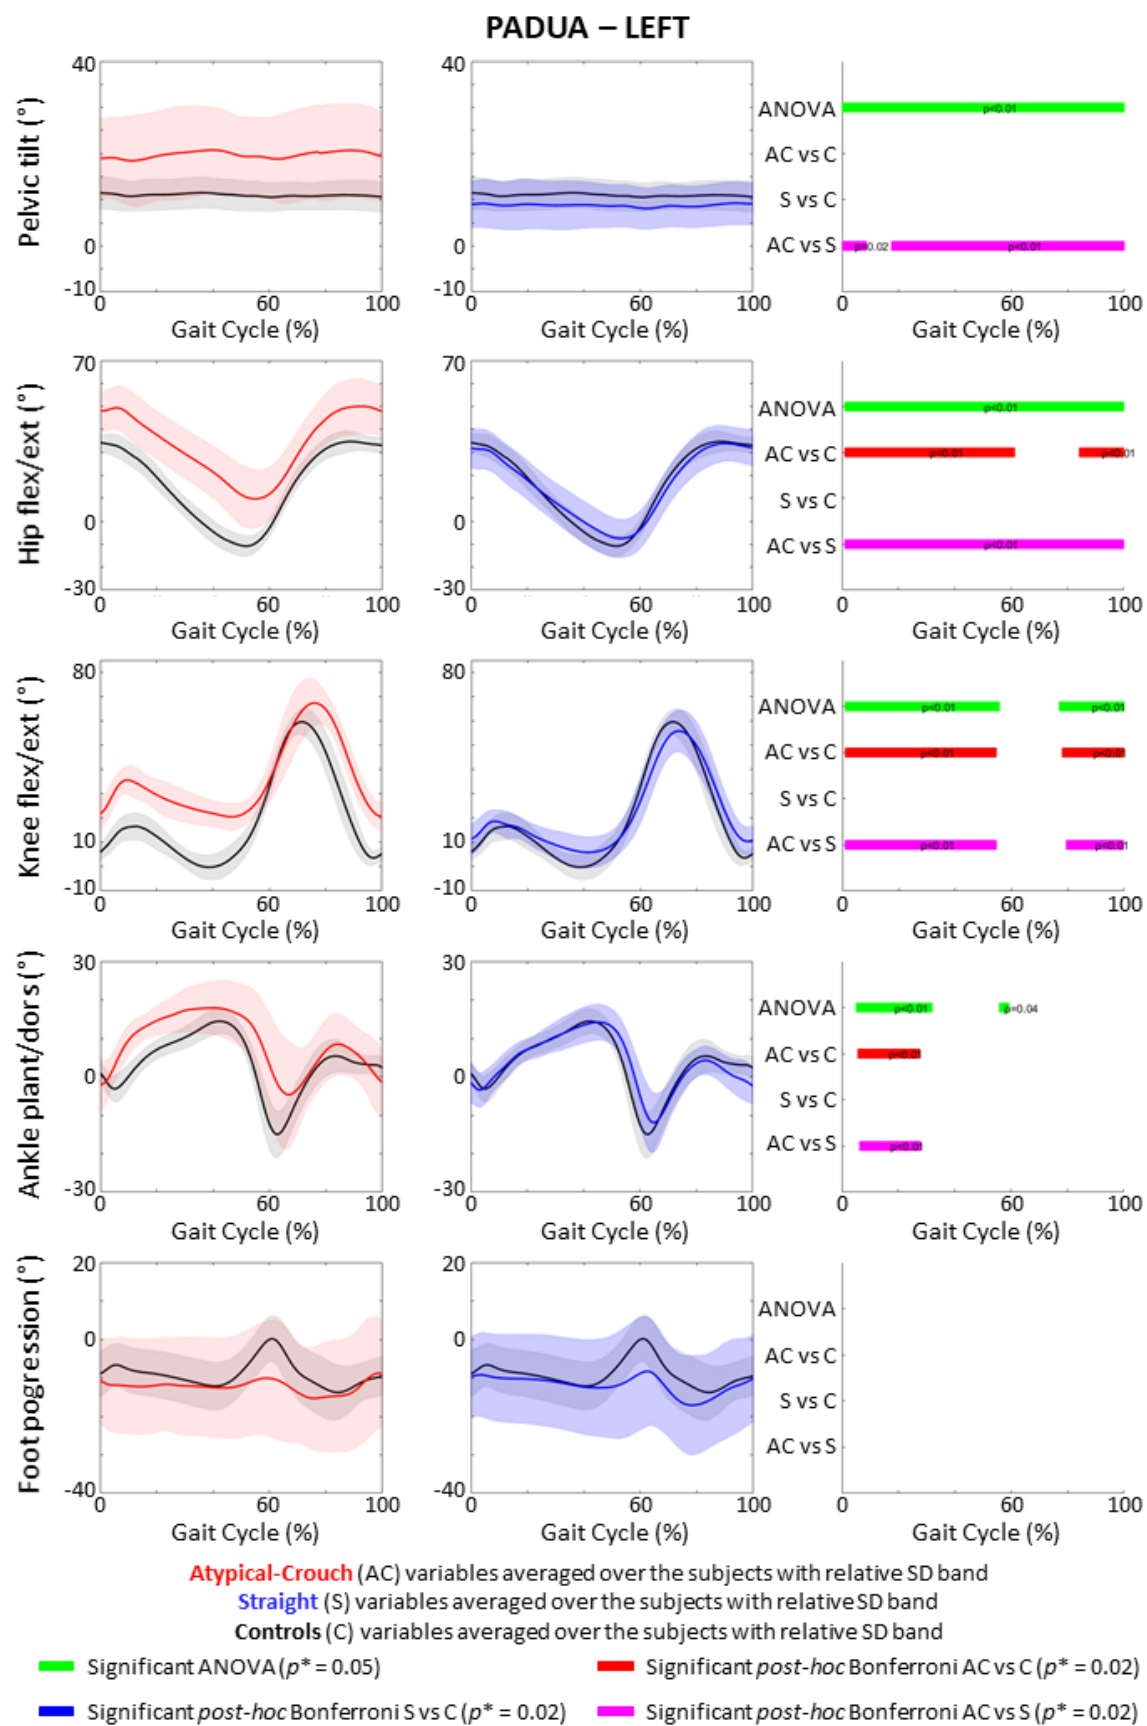 PADUA – LEFT
Pelvic tilt (°)
40
0
-10
0 60 100
Gait Cycle (%)
0 60 100
Gait Cycle (%)
ANOVA
p<0.01
AC vs C
S vs C
AC vs S
p=0.02
p<0.01
0 60 100
Gait Cycle (%)
Hip flex/ext (°)
70
0
-30
0 60 100
Gait Cycle (%)
0 60 100
Gait Cycle (%)
ANOVA
p<0.01
AC vs C
p<0.01
p<0.01
S vs C
AC vs S
p<0.01
0 60 100
Gait Cycle (%)
Knee flex/ext (°)
80
10
-10
0 60 100
Gait Cycle (%)
10
-10
0 60 100
Gait Cycle (%)
ANOVA
p<0.01
p<0.01
AC vs C
p<0.01
p<0.01
S vs C
AC vs S
p<0.01
p<0.01
0 60 100
Gait Cycle (%)
Ankle plant/dor s (°)
30
0
-30
0 60 100
Gait Cycle (%)
30
0
-30
0 60 100
Gait Cycle (%)
ANOVA
p<0.01
p=0.04
AC vs C
p<0.01
S vs C
AC vs S
p<0.01
0 60 100
Gait Cycle (%)
Foot pogression (°)
20
0
-40
0 60 100
Gait Cycle (%)
20
0
-40
0 60 100
Gait Cycle (%)
ANOVA
AC vs C
S vs C
AC vs S
0 60 100
Gait Cycle (%)
Atypical-Crouch (AC) variables averaged over the subjects with relative SD band
Straight (S) variables averaged over the subjects with relative SD band
Controls (C) variables averaged over the subjects with relative SD band
Significant ANOVA (p* = 0.05)
Significant post-hoc Bonferroni AC vs C (p* = 0.02)
Significant post-hoc Bonferroni S vs C (p* = 0.02)
Significant post-hoc Bonferroni AC vs S (p* = 0.02)